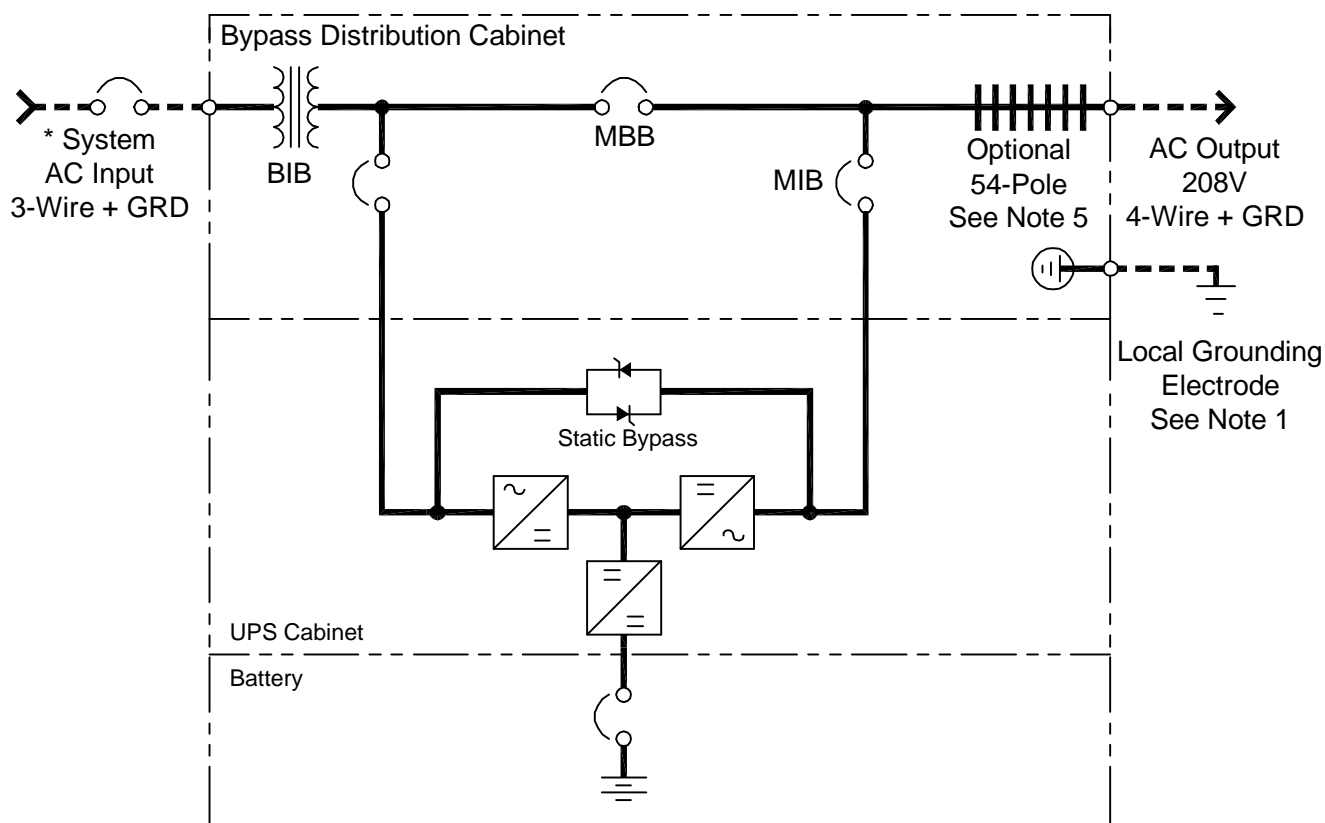 Bypass Distribution Cabinet
* System
AC Input
3-Wire + GRD
BIB
MBB
MIB
Optional
54-Pole
See Note 5
AC Output
208V
4-Wire + GRD
Local Grounding
Electrode
See Note 1
Static Bypass
UPS Cabinet
Battery